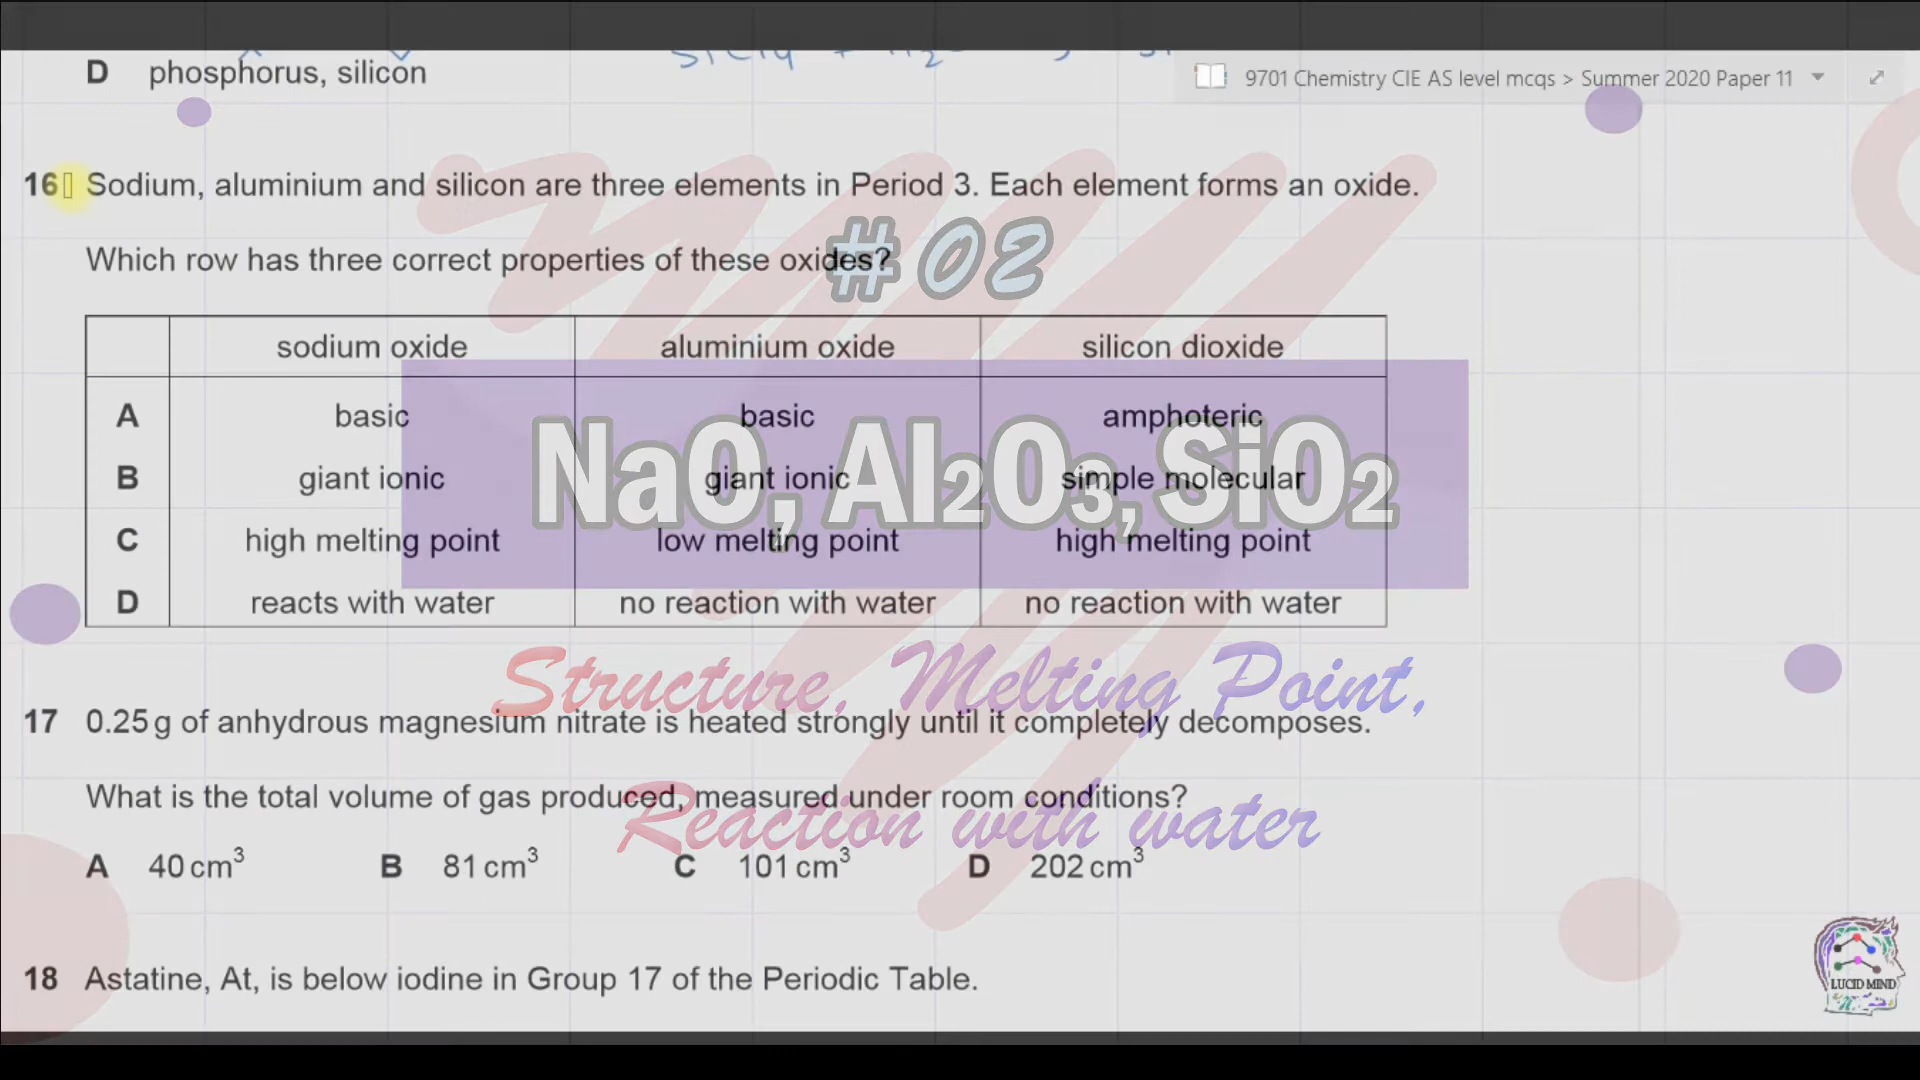 D phosphorus, silicon
9701 Chemistry CIE AS level mcqs > Summer 2020 Paper 11
16 Sodium, aluminium and silicon are three elements in Period 3. Each element forms an oxide.
# 02
Which row has three correct properties of these oxides?
sodium oxide aluminium oxide silicon dioxide
A basic basic amphoteric
NaO, Al2O3, SiO2
B giant ionic giant ionic simple molecular
C high melting point low melting point high melting point
D reacts with water no reaction with water no reaction with water
Structure, Melting Point,
17 0.25 g of anhydrous magnesium nitrate is heated strongly until it completely decomposes.
What is the total volume of gas produced, measured under room conditions?
Reaction with water
A 40 cm³ B 81 cm³ C 101 cm³ D 202 cm³
18 Astatine, At, is below iodine in Group 17 of the Periodic Table.
LUCID MIND